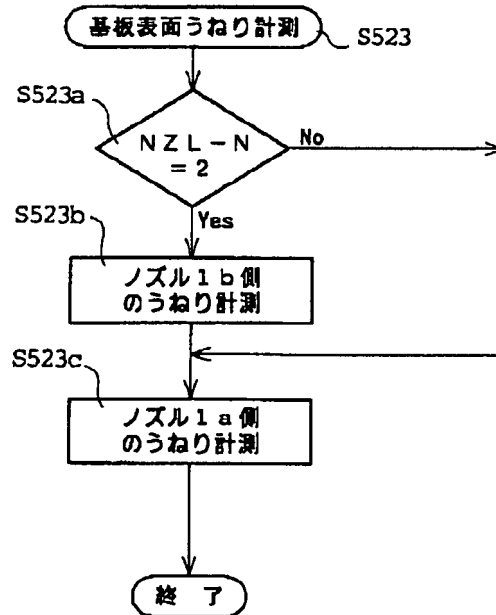 基板表面うねり計測
S523
S523a
NZL-N
=2
No
Yes
S523b
ノズル1b側
のうねり計測
S523c
ノズル1a側
のうねり計測
終 了